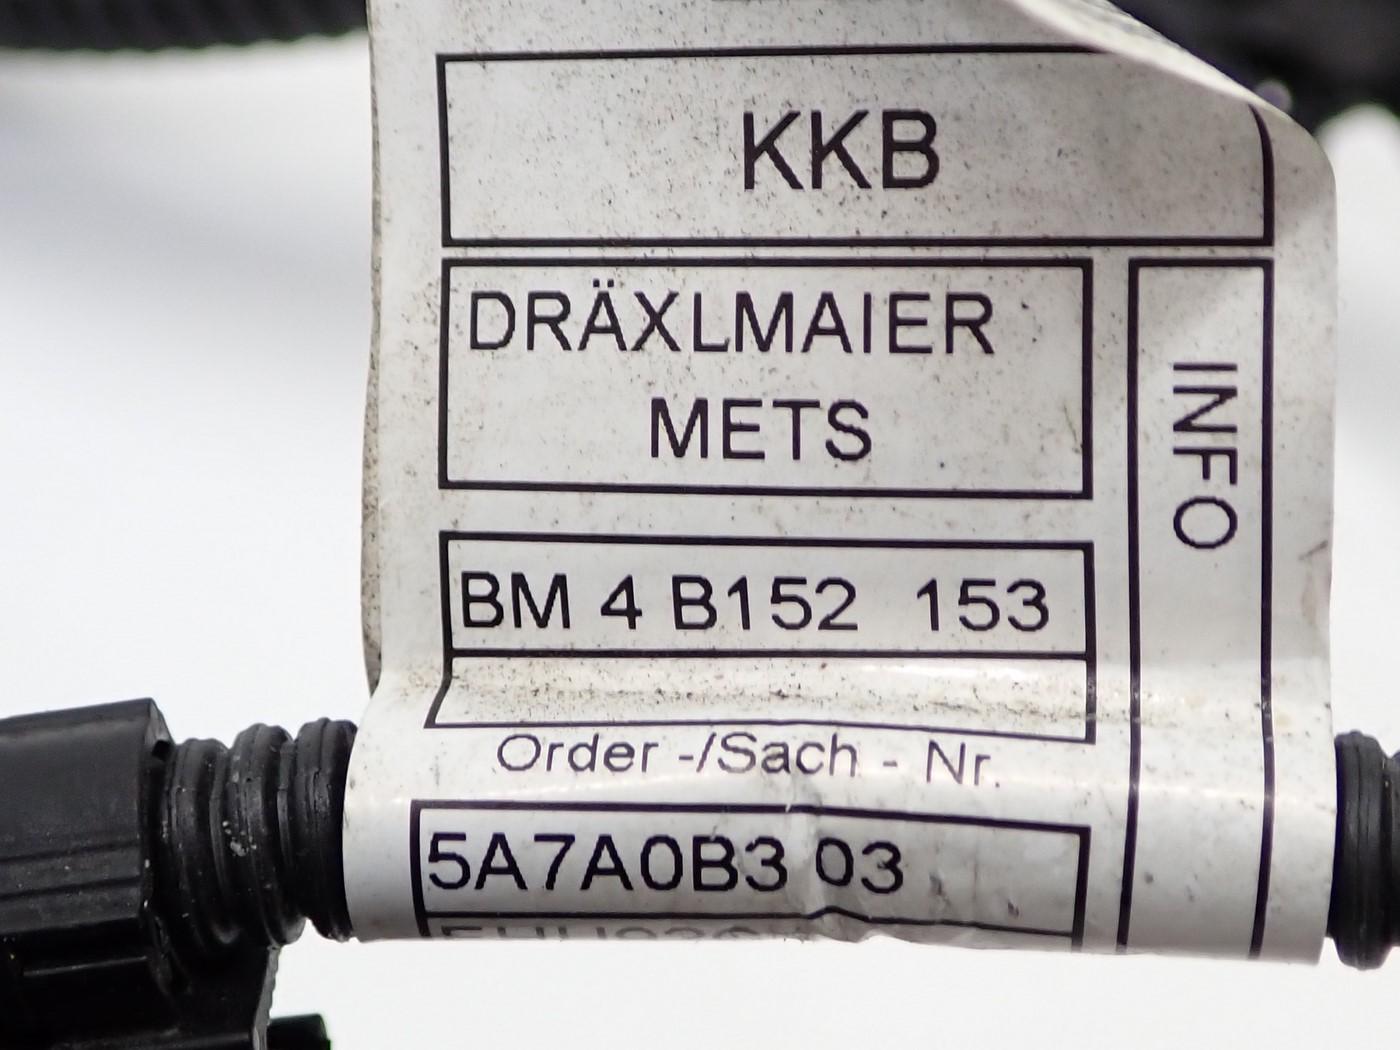 KKB
DRÄXLMAIER
METS
INFO
BM 4 B152 153
Order -/Sach - Nr.
5A7A0B3 03